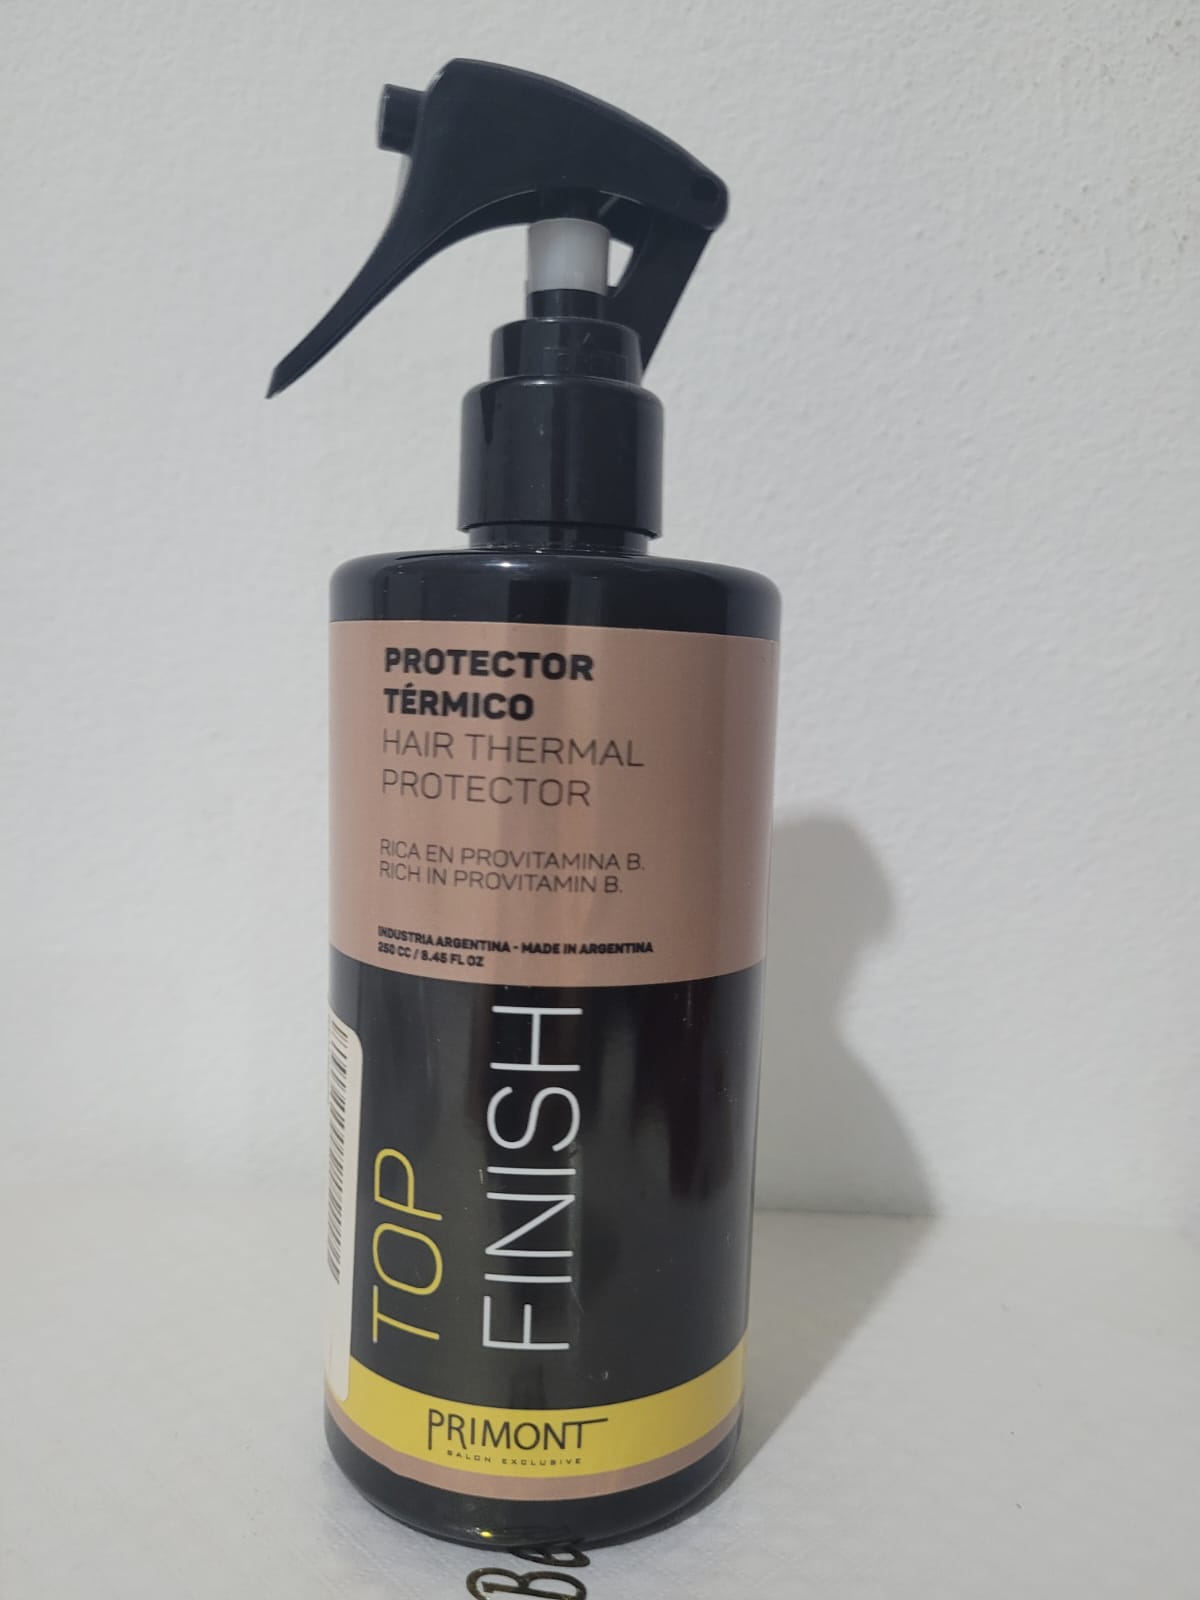 PROTECTOR
TÉRMICO
HAIR THERMAL
PROTECTOR
RICA EN PROVITAMINA B.
RICH IN PROVITAMIN B.
INDUSTRIA ARGENTINA - MADE IN ARGENTINA
250 CC / 8.45 FL OZ
TOP
FINISH
PRIMONT
SALON EXCLUSIVE